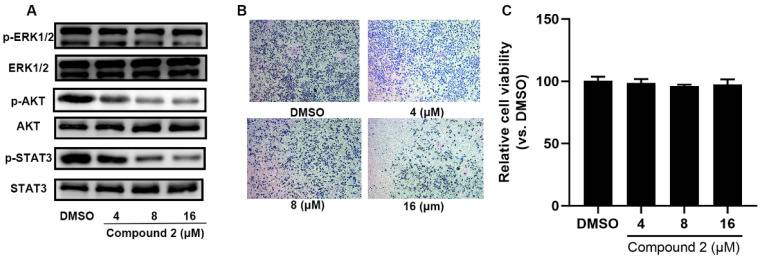 A
p-ERK1/2
ERK1/2
p-AKT
AKT
p-STAT3
STAT3
DMSO 4 8 16
Compound 2 (μM)
B
DMSO 4 (μM)
8 (μM) 16 (μm)
C
Relative cell viability
(vs. DMSO)
150
100
50
0
DMSO 4 8 16
Compound 2 (μM)